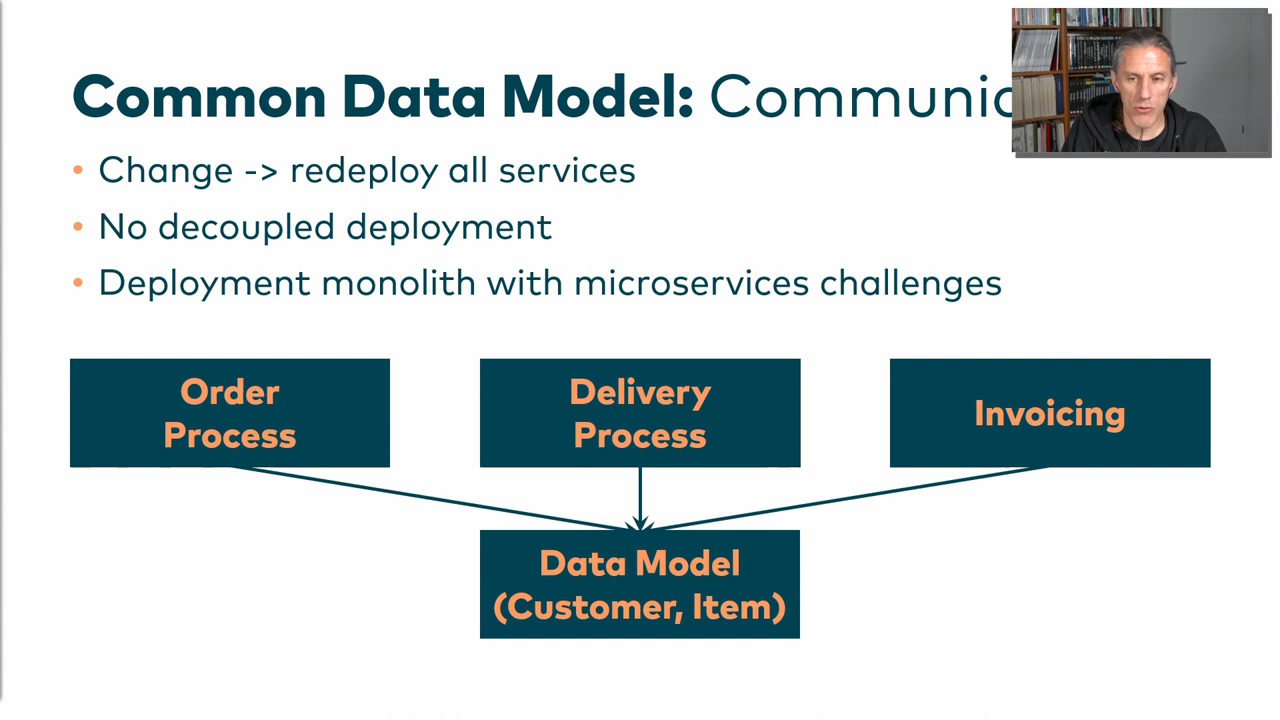 Common Data Model:
• Change -> redeploy all services
• No decoupled deployment
• Deployment monolith with microservices challenges
Order
Process
Delivery
Process
Invoicing
Data Model
(Customer, Item)